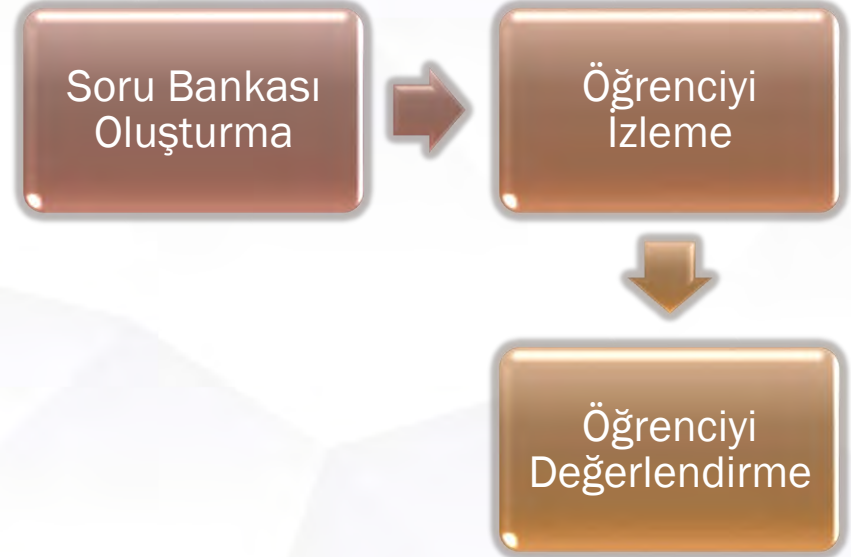 Soru Bankası
Oluşturma
Öğrenciyi
İzleme
Öğrenciyi
Değerlendirme